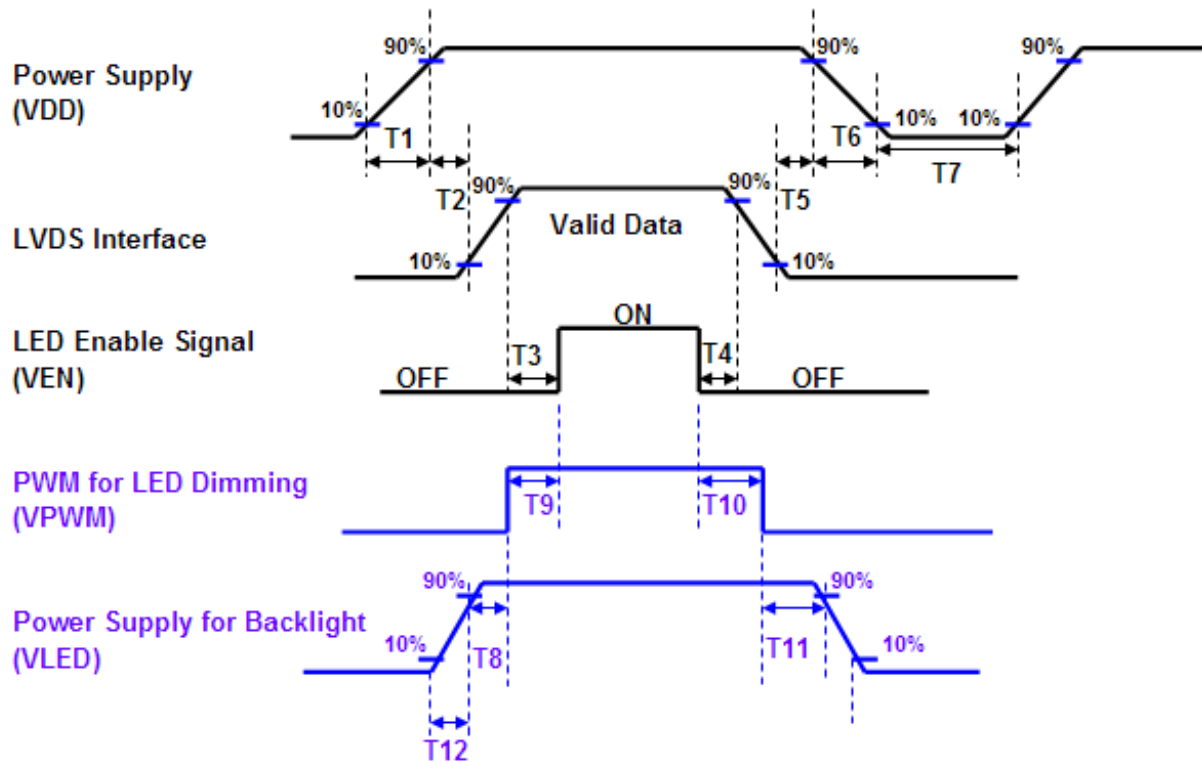 90%
90%
90%
Power Supply
(VDD)
10%
10%
10%
T1
T6
T7
T2
90%
90%
T5
Valid Data
LVDS Interface
10%
10%
ON
LED Enable Signal
(VEN)
T3
T4
OFF
OFF
PWM for LED Dimming
(VPWM)
T9
T10
90%
90%
Power Supply for Backlight
(VLED)
10%
T8
T11
10%
T12